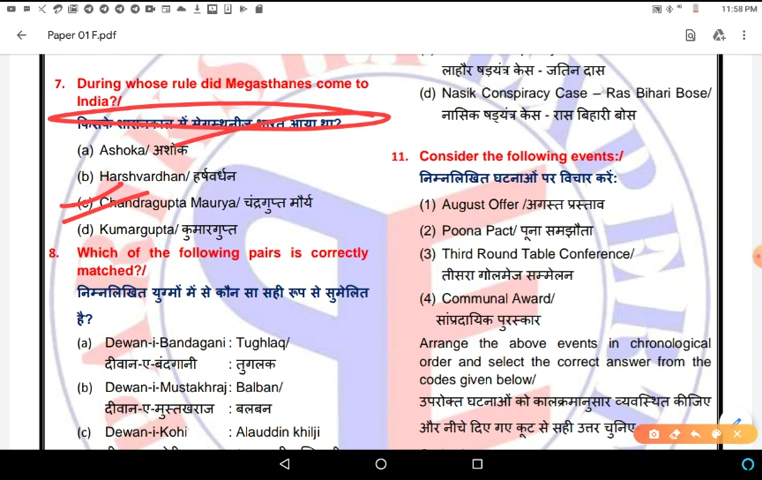 11:58 PM
Paper 01 F.pdf
7. During whose rule did Megasthanes come to
India?/
किसके शासनकाल में मेगस्थनीज भारत आया था?
(a) Ashoka/ अशोक
(b) Harshvardhan/ हर्षवर्धन
(c) Chandragupta Maurya/ चंद्रगुप्त मौर्य
(d) Kumargupta/ कुमारगुप्त
8. Which of the following pairs is correctly
matched?/
निम्नलिखित युग्मों में से कौन सा सही रूप से सुमेलित
है?
(a) Dewan-i-Bandagani : Tughlaq/
दीवान-ए-बंदगानी : तुगलक
(b) Dewan-i-Mustakhraj : Balban/
दीवान-ए-मुस्तखराज : बलबन
(c) Dewan-i-Kohi : Alauddin khilji
लाहौर षड़यंत्र केस - जतिन दास
(d) Nasik Conspiracy Case – Ras Bihari Bose/
नासिक षड्यंत्र केस - रास बिहारी बोस
11. Consider the following events:/
निम्नलिखित घटनाओं पर विचार करें:
(1) August Offer /अगस्त प्रस्ताव
(2) Poona Pact/ पूना समझौता
(3) Third Round Table Conference/
तीसरा गोलमेज सम्मेलन
(4) Communal Award/
सांप्रदायिक पुरस्कार
Arrange the above events in chronological
order and select the correct answer from the
codes given below/
उपरोक्त घटनाओं को कालक्रमानुसार व्यवस्थित कीजिए
और नीचे दिए गए कूट से सही उत्तर चुनिए